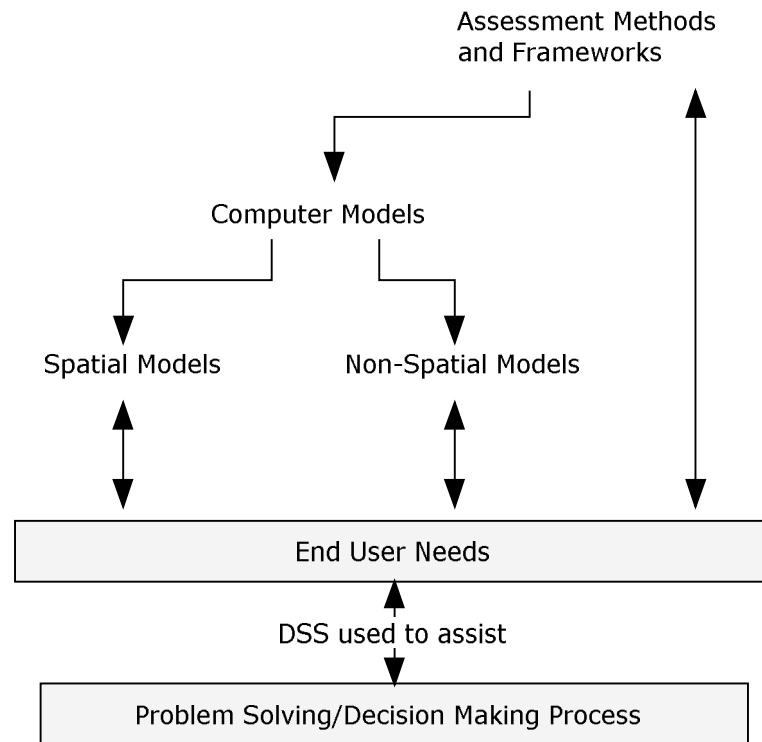 Assessment Methods
and Frameworks
Computer Models
Spatial Models
Non-Spatial Models
End User Needs
DSS used to assist
Problem Solving/Decision Making Process